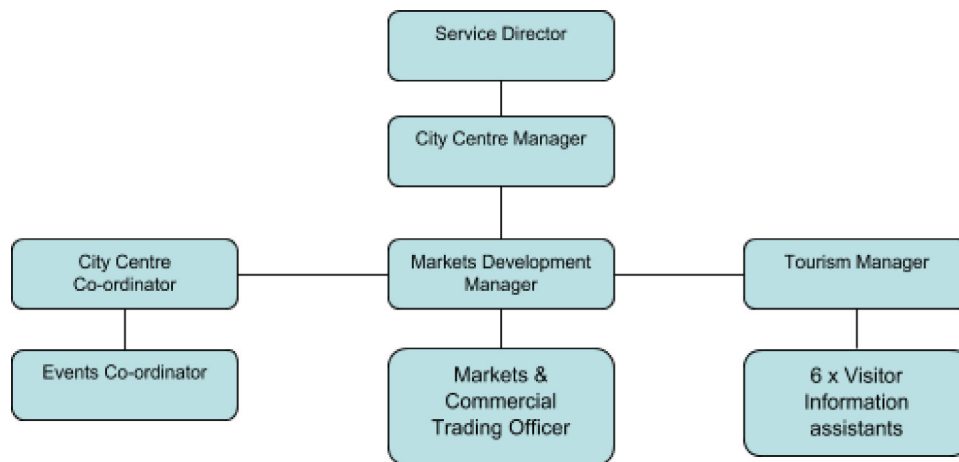 Service Director
City Centre Manager
City Centre
Co-ordinator
Markets Development
Manager
Tourism Manager
Events Co-ordinator
Markets &
Commercial
Trading Officer
6 x Visitor
Information
assistants